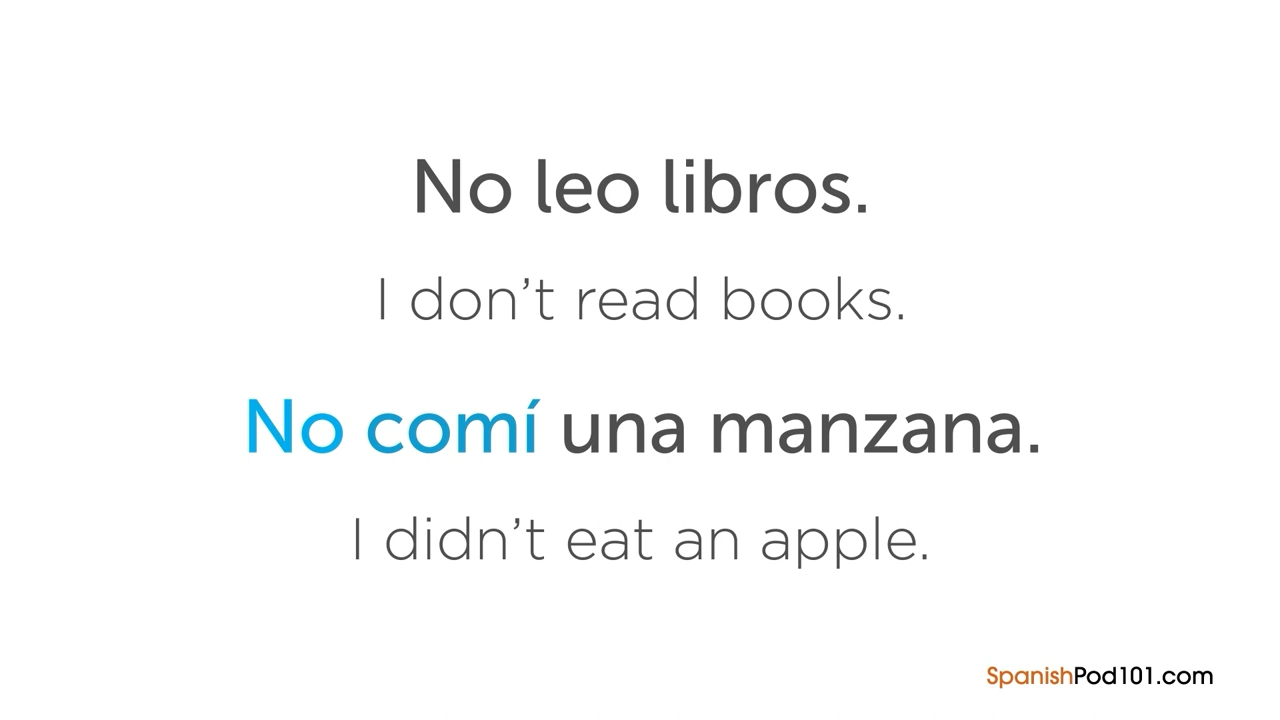 No leo libros.
I don’t read books.
No comí una manzana.
I didn’t eat an apple.
SpanishPod101.com